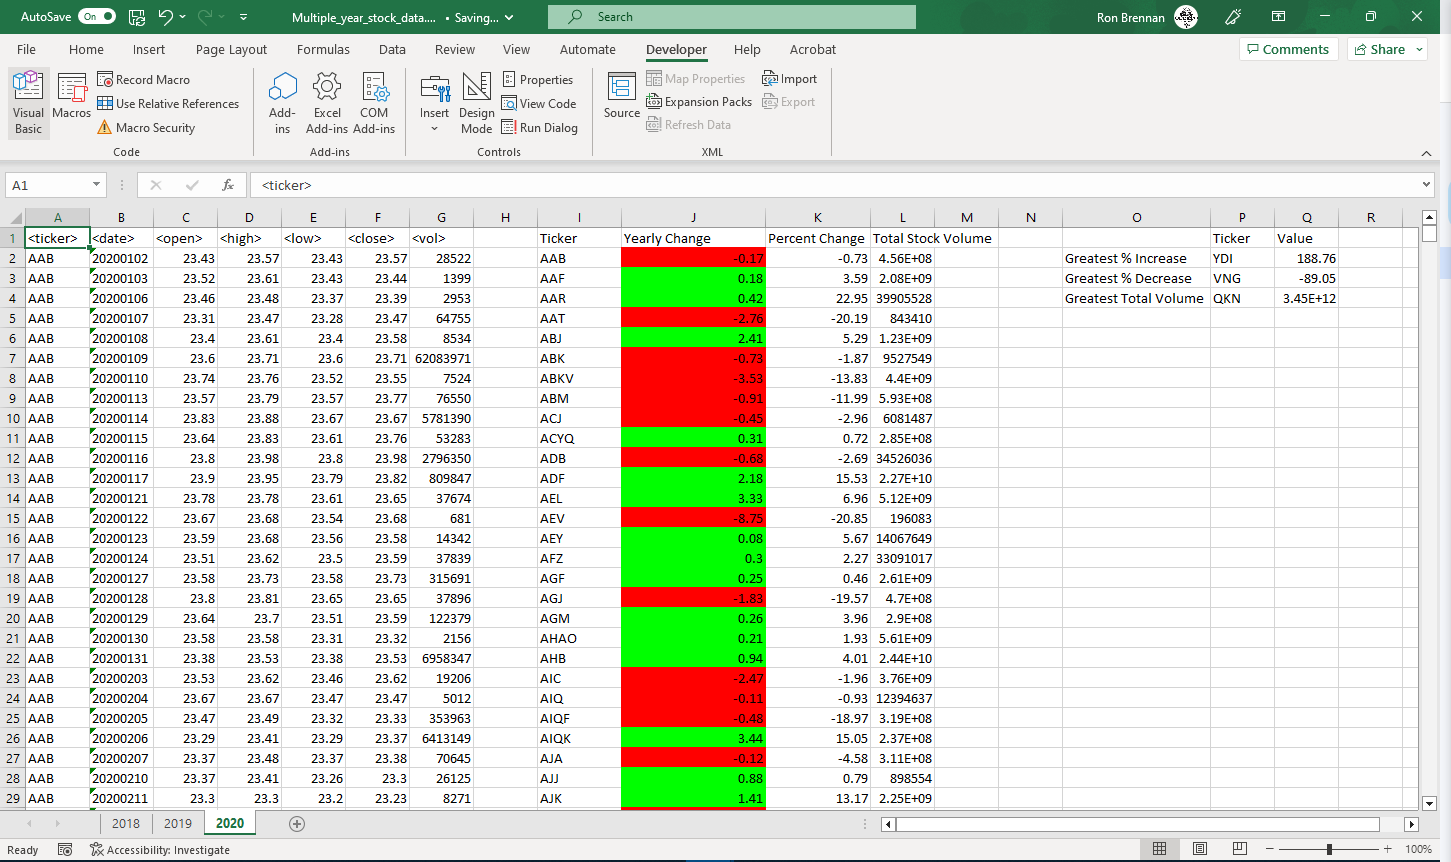 AutoSave On Multiple_year_stock_data.... • Saving... Search Ron Brennan
File Home Insert Page Layout Formulas Data Review View Automate Developer Help Acrobat Comments Share
Visual Basic
Macros
Record Macro
Use Relative References
Macro Security
Code
Add-ins
Excel Add-ins
COM Add-ins
Add-ins
Insert
Design Mode
Properties
View Code
Run Dialog
Controls
Source
Map Properties
Expansion Packs
Refresh Data
Import
Export
XML
A1 fx <ticker>
A B C D E F G H I J K L M N O P Q R
1 <ticker> <date> <open> <high> <low> <close> <vol> Ticker Yearly Change Percent Change Total Stock Volume Ticker Value
2 AAB 20200102 23.43 23.57 23.43 23.57 28522 AAB -0.17 -0.73 4.56E+08 Greatest % Increase YDI 188.76
3 AAB 20200103 23.52 23.61 23.43 23.44 1399 AAF 0.18 3.59 2.08E+09 Greatest % Decrease VNG -89.05
4 AAB 20200106 23.46 23.48 23.37 23.39 2953 AAR 0.42 22.95 39905528 Greatest Total Volume QKN 3.45E+12
5 AAB 20200107 23.31 23.47 23.28 23.47 64755 AAT -2.76 -20.19 843410
6 AAB 20200108 23.4 23.61 23.4 23.58 8534 ABJ 2.41 5.29 1.23E+09
7 AAB 20200109 23.6 23.71 23.6 23.71 62083971 ABK -0.73 -1.87 9527549
8 AAB 20200110 23.74 23.76 23.52 23.55 7524 ABKV -3.53 -13.83 4.4E+09
9 AAB 20200113 23.57 23.79 23.57 23.77 76550 ABM -0.91 -11.99 5.93E+08
10 AAB 20200114 23.83 23.88 23.67 23.67 5781390 ACJ -0.45 -2.96 6081487
11 AAB 20200115 23.64 23.83 23.61 23.76 53283 ACYQ 0.31 0.72 2.85E+08
12 AAB 20200116 23.8 23.98 23.8 23.98 2796350 ADB -0.68 -2.69 34526036
13 AAB 20200117 23.9 23.95 23.79 23.82 809847 ADF 2.18 15.53 2.27E+10
14 AAB 20200121 23.78 23.78 23.61 23.65 37674 AEL 3.33 6.96 5.12E+09
15 AAB 20200122 23.67 23.68 23.54 23.68 681 AEV -8.75 -20.85 196083
16 AAB 20200123 23.59 23.68 23.56 23.58 14342 AEY 0.08 5.67 14067649
17 AAB 20200124 23.51 23.62 23.5 23.59 37839 AFZ 0.3 2.27 33091017
18 AAB 20200127 23.58 23.73 23.58 23.73 315691 AGF 0.25 0.46 2.61E+09
19 AAB 20200128 23.8 23.81 23.65 23.65 37896 AGJ -1.83 -19.57 4.7E+08
20 AAB 20200129 23.64 23.7 23.51 23.59 122379 AGM 0.26 3.96 2.9E+08
21 AAB 20200130 23.58 23.58 23.31 23.32 2156 AHAO 0.21 1.93 5.61E+09
22 AAB 20200131 23.38 23.53 23.38 23.53 6958347 AHB 0.94 4.01 2.44E+10
23 AAB 20200203 23.53 23.62 23.46 23.62 19206 AIC -2.47 -1.96 3.76E+09
24 AAB 20200204 23.67 23.67 23.47 23.47 5012 AIQ -0.11 -0.93 12394637
25 AAB 20200205 23.47 23.49 23.32 23.33 353963 AIQF -0.48 -18.97 3.19E+08
26 AAB 20200206 23.29 23.41 23.29 23.37 6413149 AIQK 3.44 15.05 2.37E+08
27 AAB 20200207 23.37 23.48 23.37 23.38 70645 AJA -0.12 -4.58 3.11E+08
28 AAB 20200210 23.37 23.41 23.26 23.3 26125 AJJ 0.88 0.79 898554
29 AAB 20200211 23.3 23.3 23.2 23.23 8271 AJK 1.41 13.17 2.25E+09
2018 2019 2020
Ready Accessibility: Investigate 100%